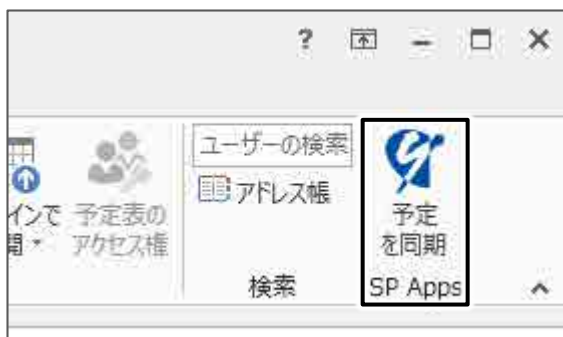 ?
インで
開
予定表の
アクセス権
ユーザーの検索
アドレス帳
検索
予定
を同期
SP Apps